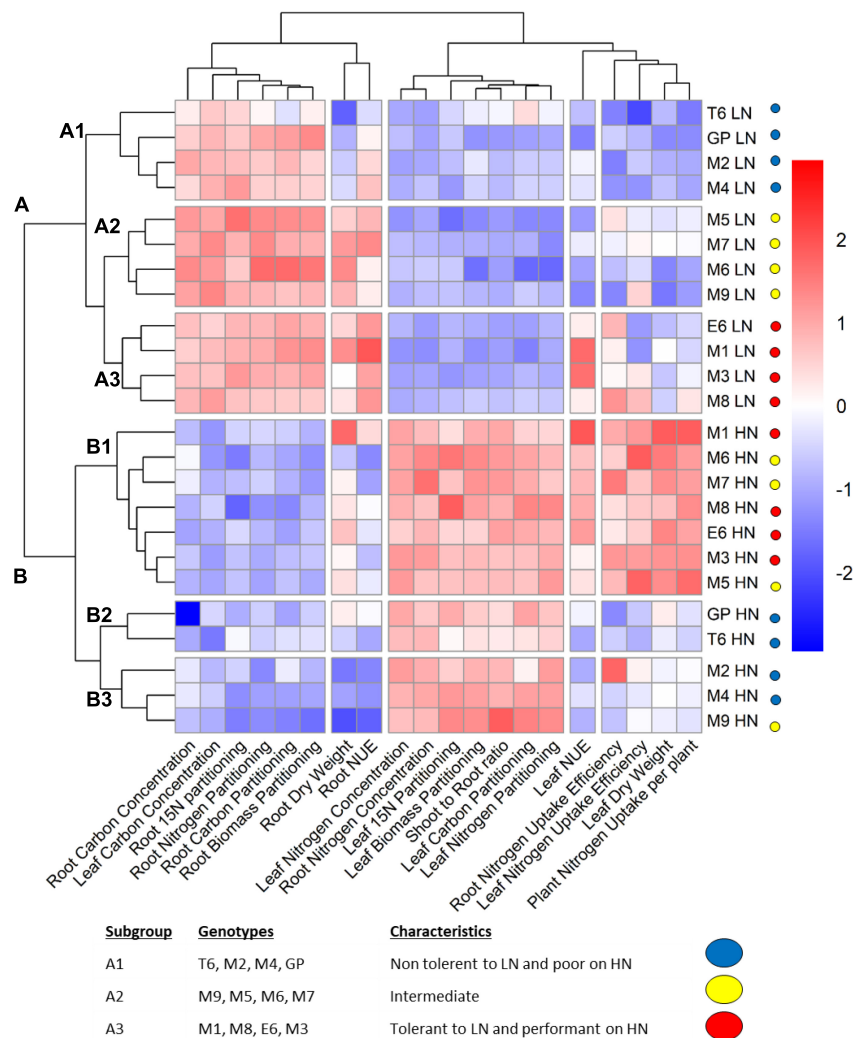 A
A1
A2
A3
B
B1
B2
B3
T6 LN
GP LN
M2 LN
M4 LN
M5 LN
M7 LN
M6 LN
M9 LN
E6 LN
M1 LN
M3 LN
M8 LN
M1 HN
M6 HN
M7 HN
M8 HN
E6 HN
M3 HN
M5 HN
GP HN
T6 HN
M2 HN
M4 HN
M9 HN
2
1
0
-1
-2
Root Carbon Concentration
Leaf Carbon Concentration
Root 15N partitioning
Root Nitrogen Partitioning
Root Carbon Partitioning
Root Biomass Partitioning
Root Dry Weight
Root NUE
Leaf Nitrogen Concentration
Root Nitrogen Concentration
Leaf 15N Partitioning
Leaf Biomass Partitioning
Shoot to Root ratio
Leaf Carbon Partitioning
Leaf Nitrogen Partitioning
Leaf NUE
Root Nitrogen Uptake Efficiency
Leaf Nitrogen Uptake Efficiency
Leaf Dry Weight
Plant Nitrogen Uptake per plant
Subgroup Genotypes Characteristics
A1 T6, M2, M4, GP Non tolerent to LN and poor on HN
A2 M9, M5, M6, M7 Intermediate
A3 M1, M8, E6, M3 Tolerant to LN and performant on HN